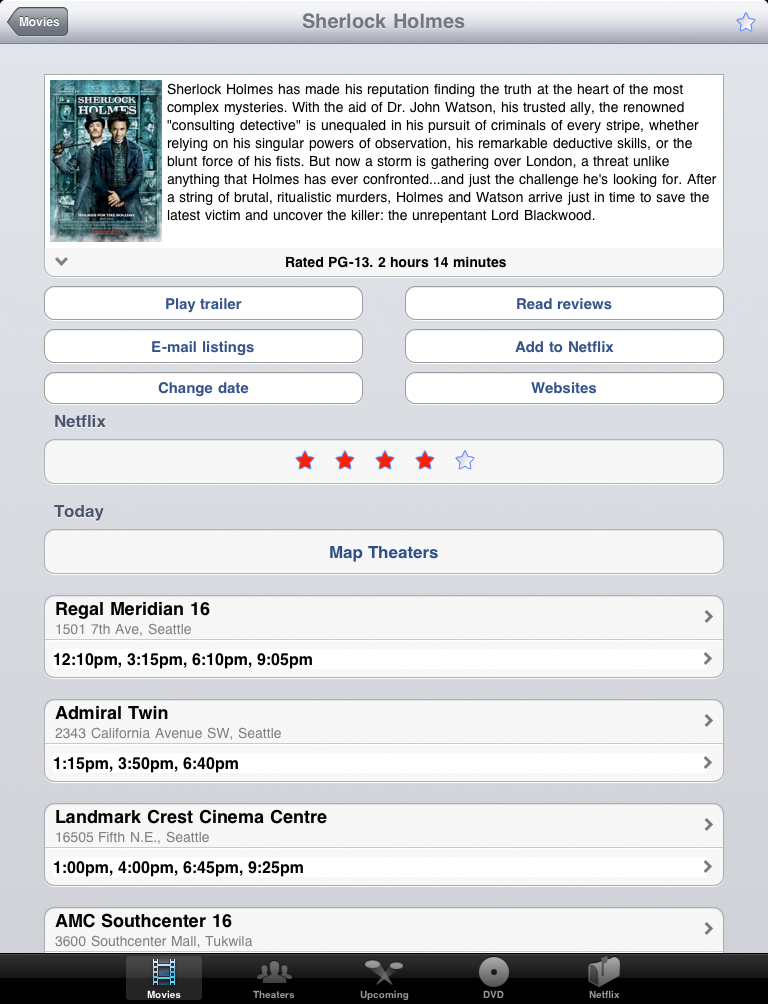 Movies
Sherlock Holmes
SHERLOCK
HOLMES
HOLMES FOR THE HOLIDAY
Sherlock Holmes has made his reputation finding the truth at the heart of the most
complex mysteries. With the aid of Dr. John Watson, his trusted ally, the renowned
"consulting detective" is unequaled in his pursuit of criminals of every stripe, whether
relying on his singular powers of observation, his remarkable deductive skills, or the
blunt force of his fists. But now a storm is gathering over London, a threat unlike
anything that Holmes has ever confronted...and just the challenge he's looking for. After
a string of brutal, ritualistic murders, Holmes and Watson arrive just in time to save the
latest victim and uncover the killer: the unrepentant Lord Blackwood.
Rated PG-13. 2 hours 14 minutes
Play trailer
Read reviews
E-mail listings
Add to Netflix
Change date
Websites
Netflix
Today
Map Theaters
Regal Meridian 16
1501 7th Ave, Seattle
12:10pm, 3:15pm, 6:10pm, 9:05pm
Admiral Twin
2343 California Avenue SW, Seattle
1:15pm, 3:50pm, 6:40pm
Landmark Crest Cinema Centre
16505 Fifth N.E., Seattle
1:00pm, 4:00pm, 6:45pm, 9:25pm
AMC Southcenter 16
3600 Southcenter Mall, Tukwila
Movies
Theaters
Upcoming
DVD
Netflix